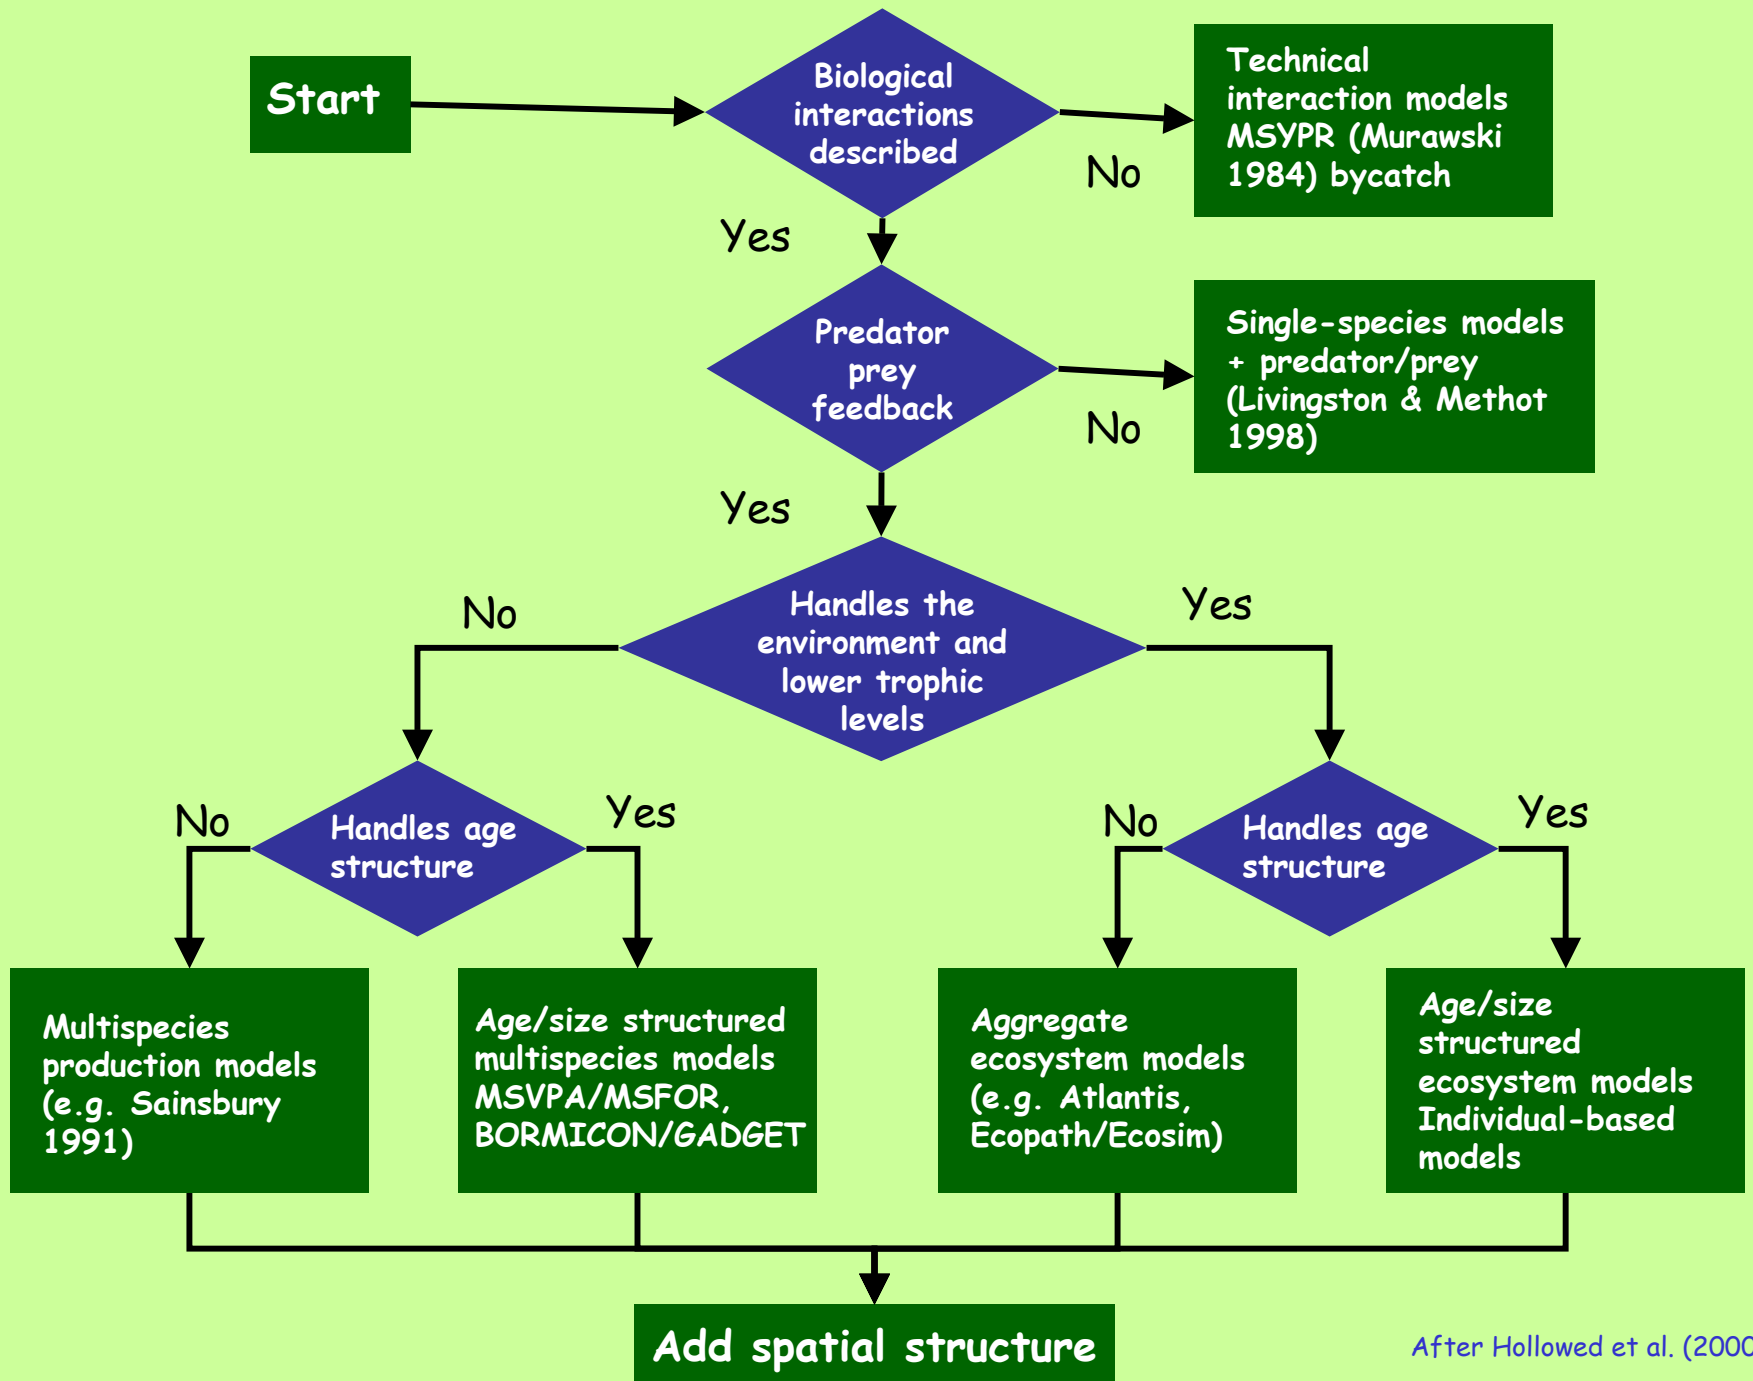 Start
Biological
interactions
described
Technical
interaction models
MSYPR (Murawski
1984) bycatch
No
Yes
Predator
prey
feedback
Single-species models
+ predator/prey
(Livingston & Methot
1998)
No
Yes
Handles the
environment and
lower trophic
levels
No
Yes
Handles age
structure
No
Yes
Handles age
structure
No
Yes
Multispecies
production models
(e.g. Sainsbury
1991)
Age/size structured
multispecies models
MSVPA/MSFOR,
BORMICON/GADGET
Aggregate
ecosystem models
(e.g. Atlantis,
Ecopath/Ecosim)
Age/size
structured
ecosystem models
Individual-based
models
Add spatial structure
After Hollowed et al. (2000